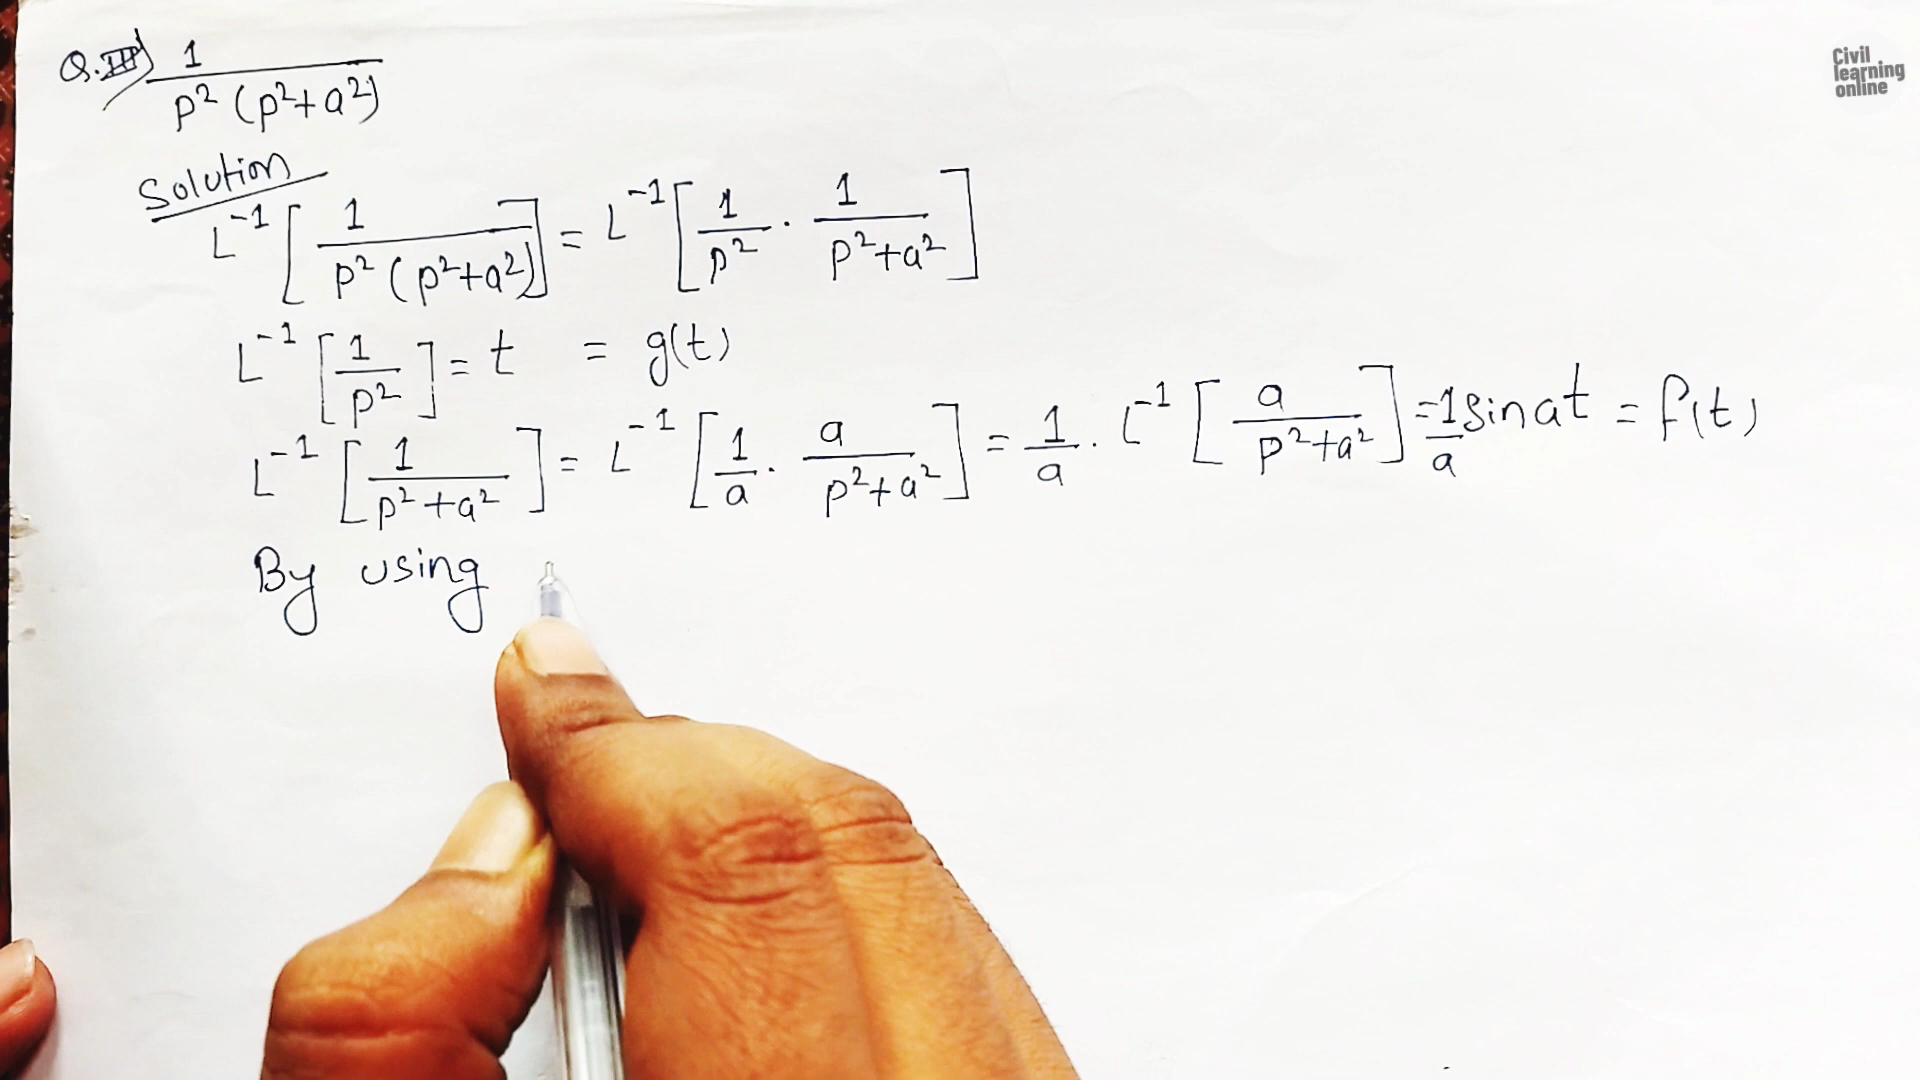 Q.III) 1/(p²(p²+a²))
Solution
L⁻¹[1/(p²(p²+a²))] = L⁻¹[1/p² · 1/(p²+a²)]
L⁻¹[1/p²] = t = g(t)
L⁻¹[1/(p²+a²)] = L⁻¹[1/a · a/(p²+a²)] = 1/a · L⁻¹[a/(p²+a²)] = 1/a sinat = f(t)
By using
Civil
learning
online